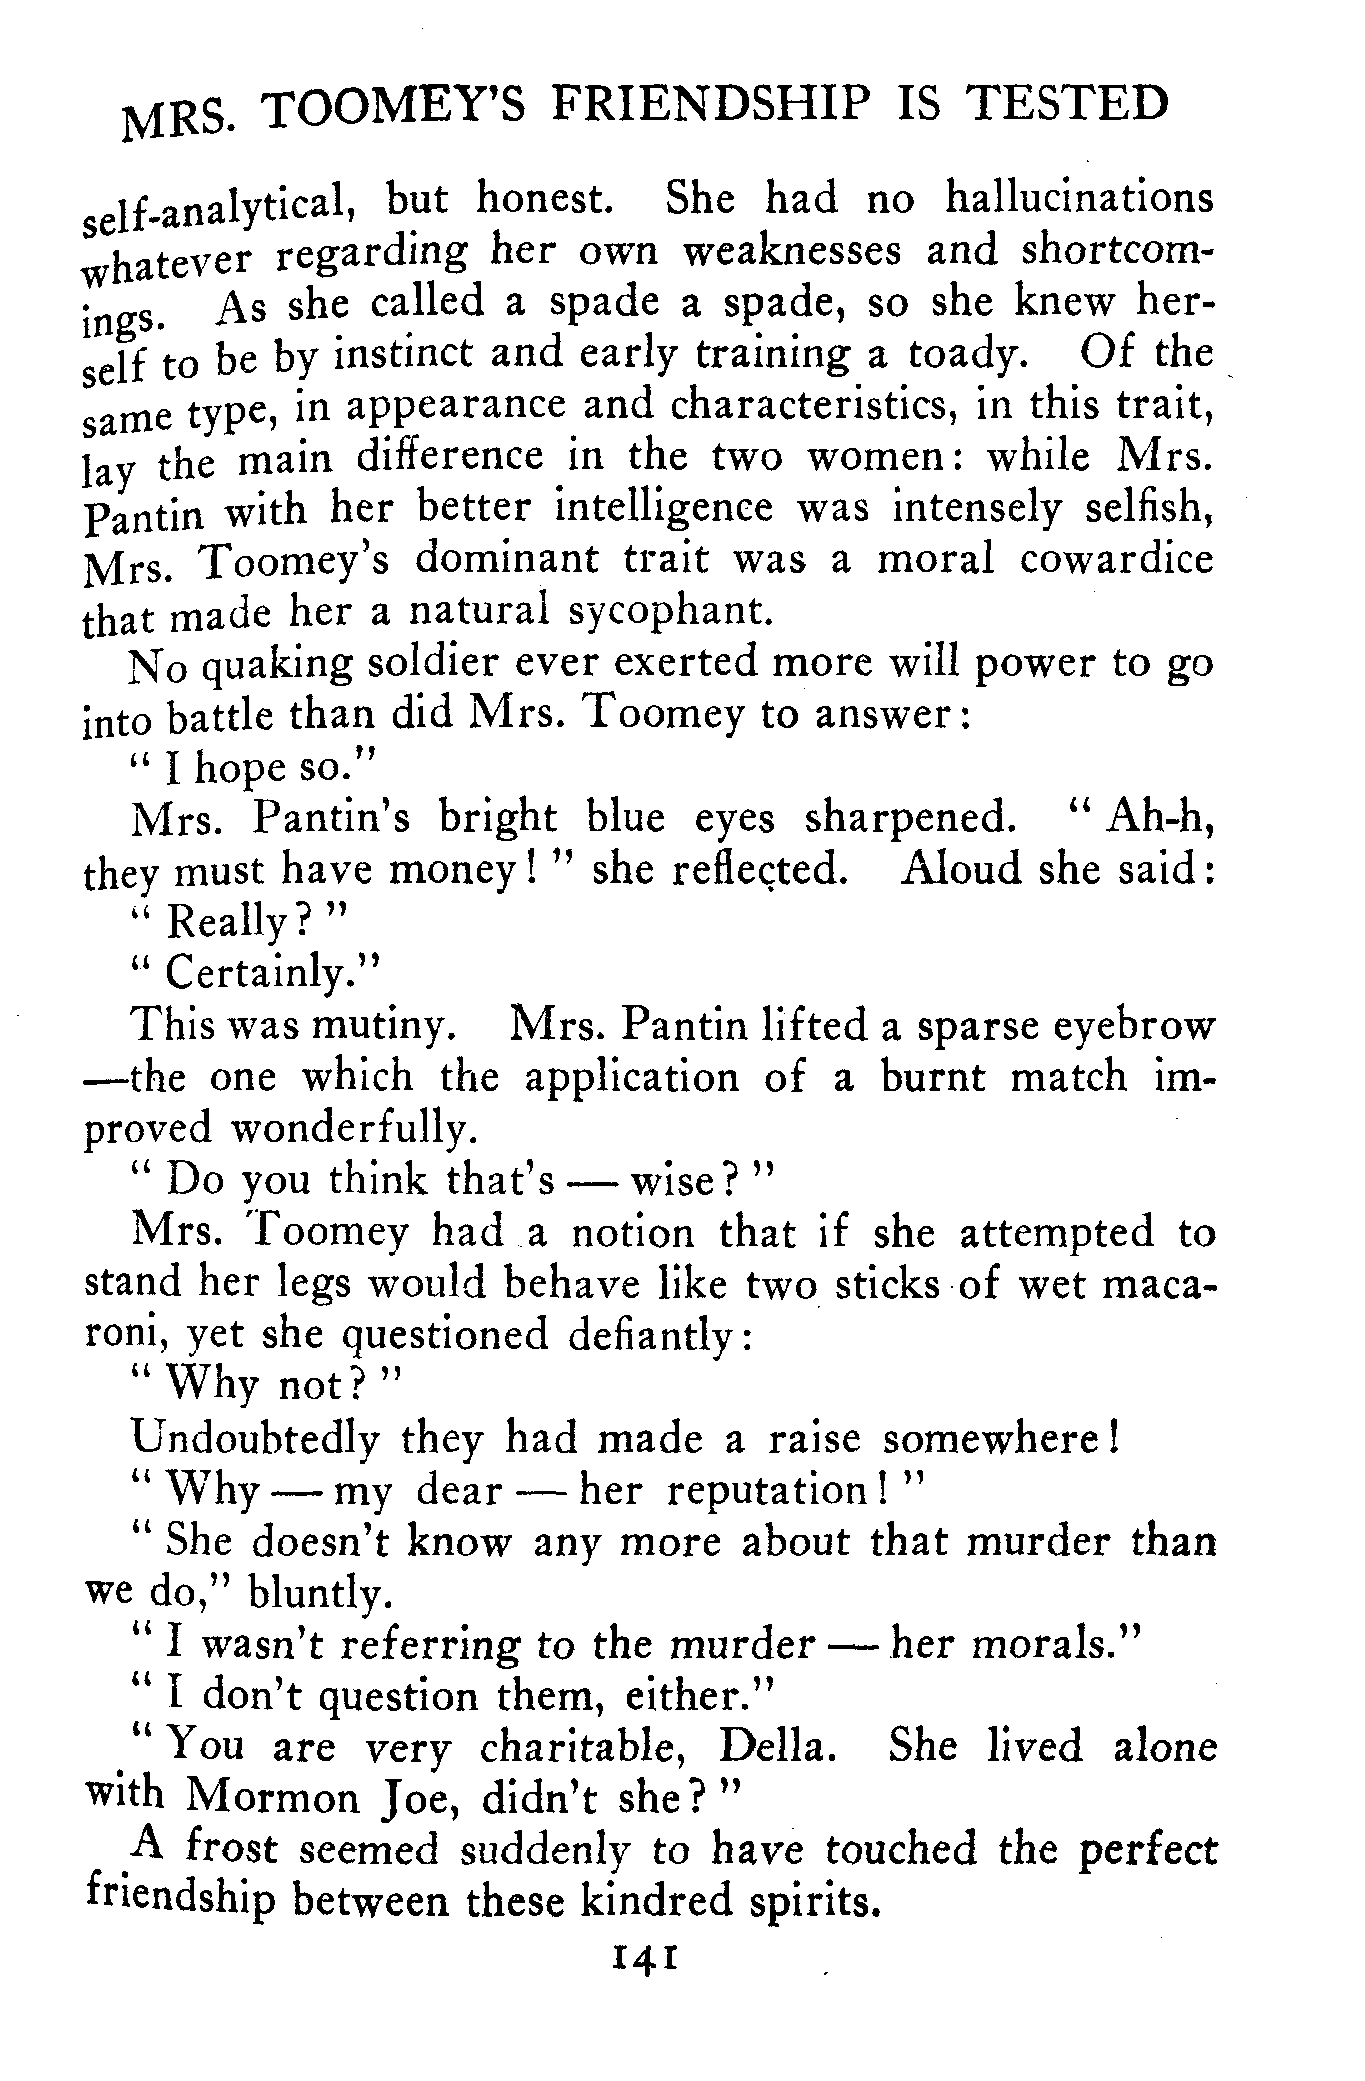 MRS. TOOMEY'S FRIENDSHIP IS TESTED
self-analytical, but honest. She had no hallucinations
whatever regarding her own weaknesses and shortcom-
ings. As she called a spade a spade, so she knew her-
self to be by instinct and early training a toady. Of the
same type, in appearance and characteristics, in this trait,
lay the main difference in the two women: while Mrs.
Pantin with her better intelligence was intensely selfish,
Mrs. Toomey's dominant trait was a moral cowardice
that made her a natural sycophant.
No quaking soldier ever exerted more will power to go
into battle than did Mrs. Toomey to answer:
" I hope so."
Mrs. Pantin's bright blue eyes sharpened. " Ah-h,
they must have money! " she reflected. Aloud she said:
" Really? "
" Certainly."
This was mutiny. Mrs. Pantin lifted a sparse eyebrow
—the one which the application of a burnt match im-
proved wonderfully.
" Do you think that's — wise? "
Mrs. Toomey had a notion that if she attempted to
stand her legs would behave like two sticks of wet maca-
roni, yet she questioned defiantly:
" Why not? "
Undoubtedly they had made a raise somewhere!
" Why — my dear — her reputation! "
" She doesn't know any more about that murder than
we do," bluntly.
" I wasn't referring to the murder — her morals."
" I don't question them, either."
" You are very charitable, Della. She lived alone
with Mormon Joe, didn't she? "
A frost seemed suddenly to have touched the perfect
friendship between these kindred spirits.
141